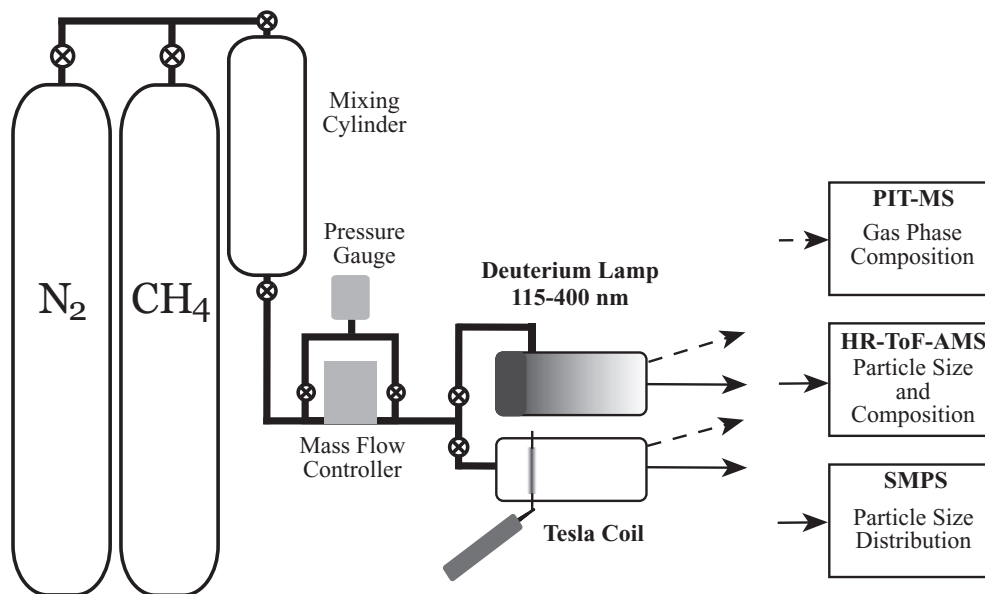 N₂
CH₄
Mixing
Cylinder
Pressure
Gauge
Mass Flow
Controller
Deuterium Lamp
115-400 nm
Tesla Coil
PIT-MS
Gas Phase
Composition
HR-ToF-AMS
Particle Size
and
Composition
SMPS
Particle Size
Distribution